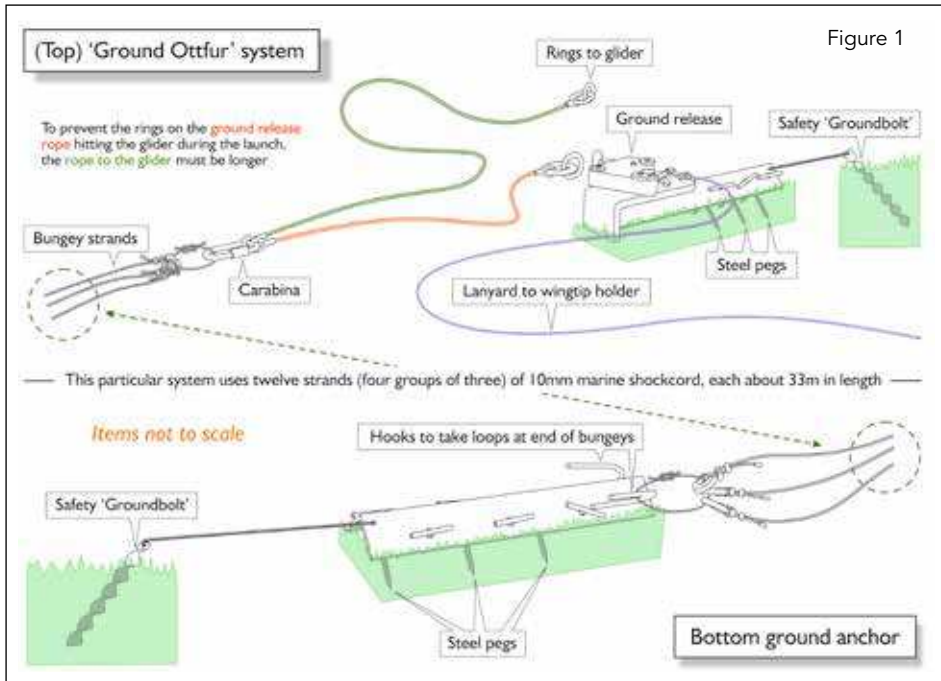 (Top) 'Ground Ottfur' system
Figure 1
Rings to glider
To prevent the rings on the ground release
rope hitting the glider during the launch,
the rope to the glider must be longer
Ground release
Safety 'Groundbolt'
Bungey strands
Carabina
Steel pegs
Lanyard to wingtip holder
This particular system uses twelve strands (four groups of three) of 10mm marine shockcord, each about 33m in length
Items not to scale
Hooks to take loops at end of bungeys
Safety 'Groundbolt'
Steel pegs
Bottom ground anchor